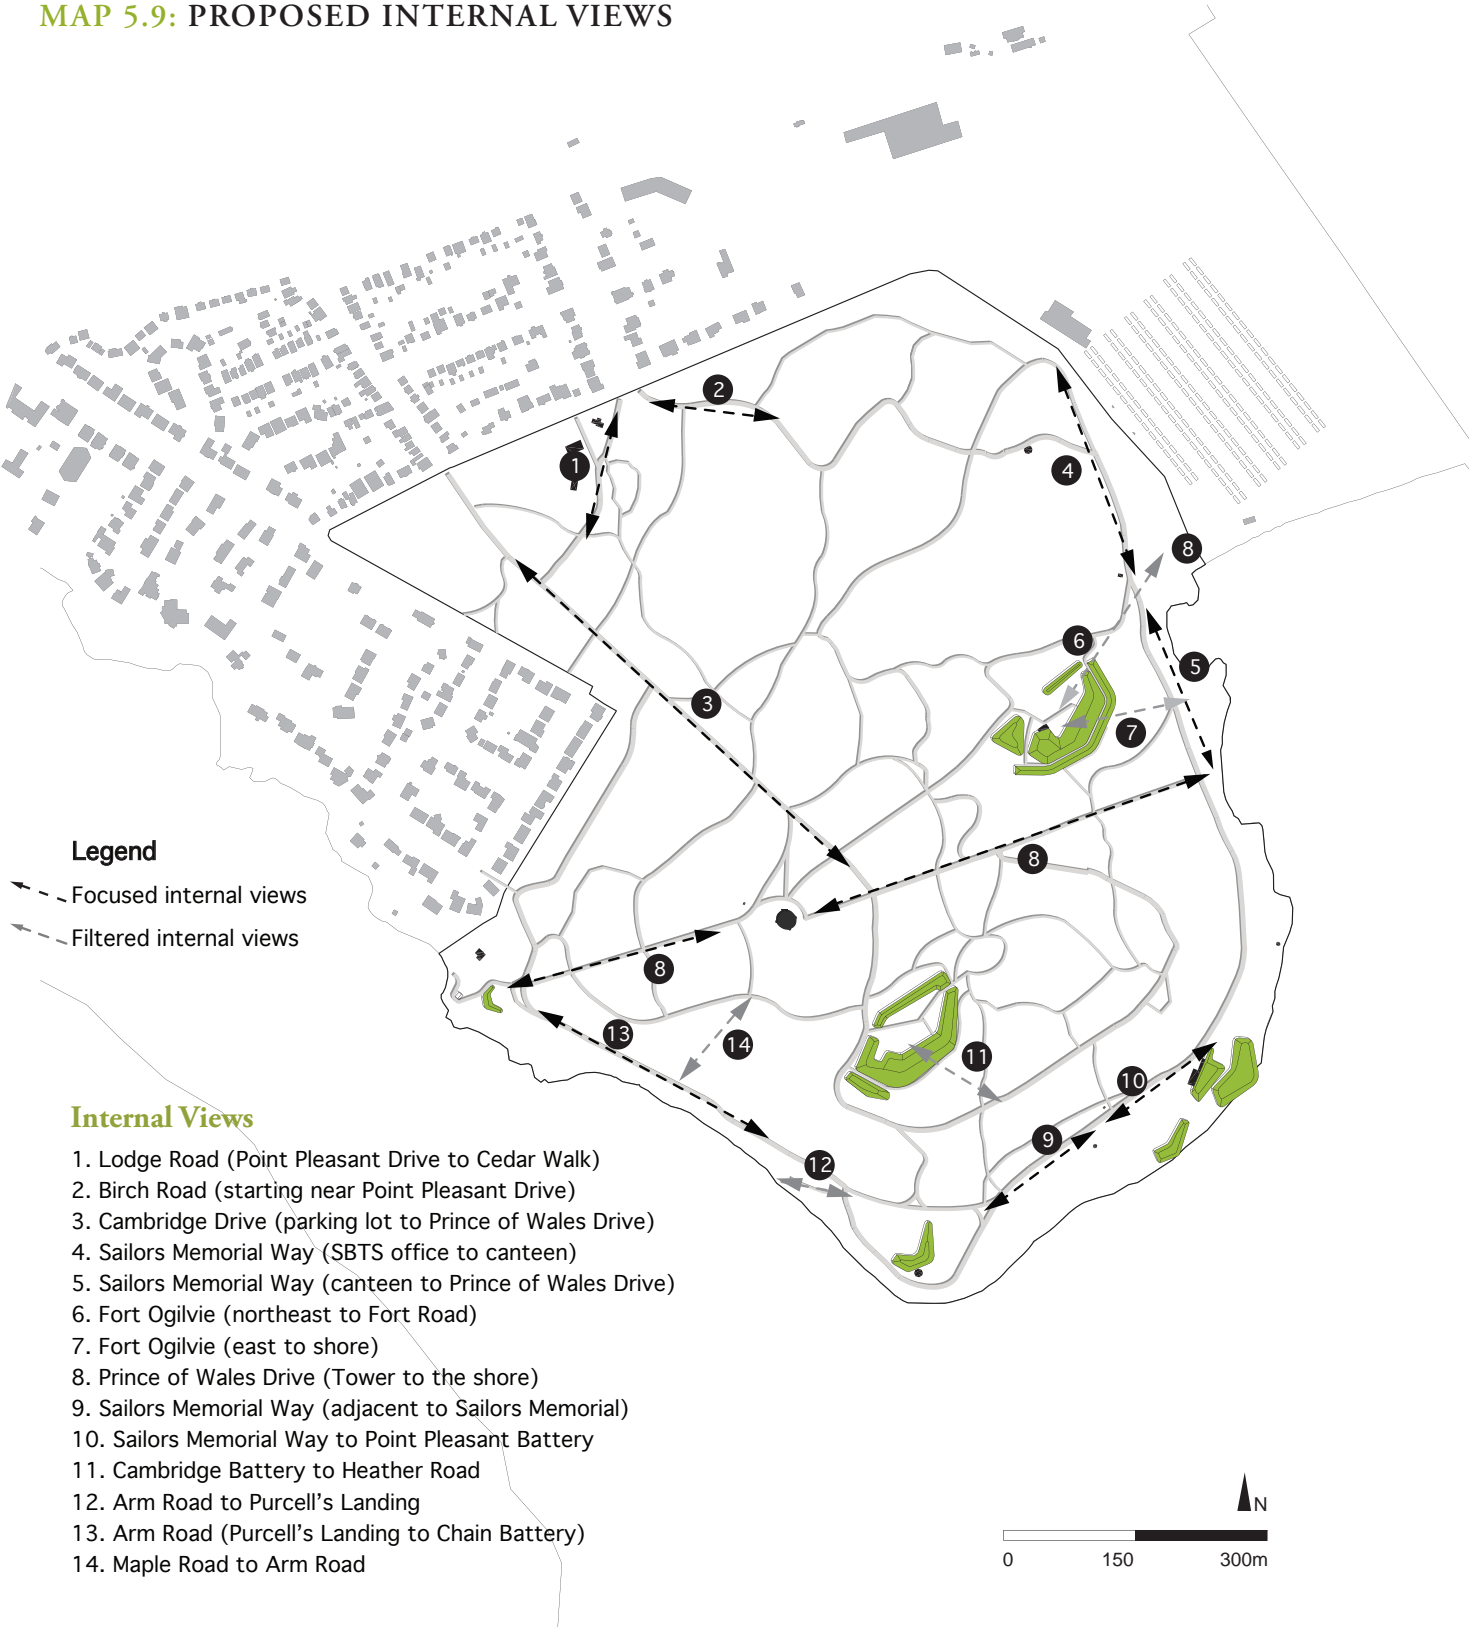 MAP 5.9: PROPOSED INTERNAL VIEWS
2
1
4
8
6
5
3
7
8
8
13
14
11
10
9
12
Legend
Focused internal views
Filtered internal views
Internal Views
1. Lodge Road (Point Pleasant Drive to Cedar Walk)
2. Birch Road (starting near Point Pleasant Drive)
3. Cambridge Drive (parking lot to Prince of Wales Drive)
4. Sailors Memorial Way (SBTS office to canteen)
5. Sailors Memorial Way (canteen to Prince of Wales Drive)
6. Fort Ogilvie (northeast to Fort Road)
7. Fort Ogilvie (east to shore)
8. Prince of Wales Drive (Tower to the shore)
9. Sailors Memorial Way (adjacent to Sailors Memorial)
10. Sailors Memorial Way to Point Pleasant Battery
11. Cambridge Battery to Heather Road
12. Arm Road to Purcell’s Landing
13. Arm Road (Purcell’s Landing to Chain Battery)
14. Maple Road to Arm Road
N
0 150 300m